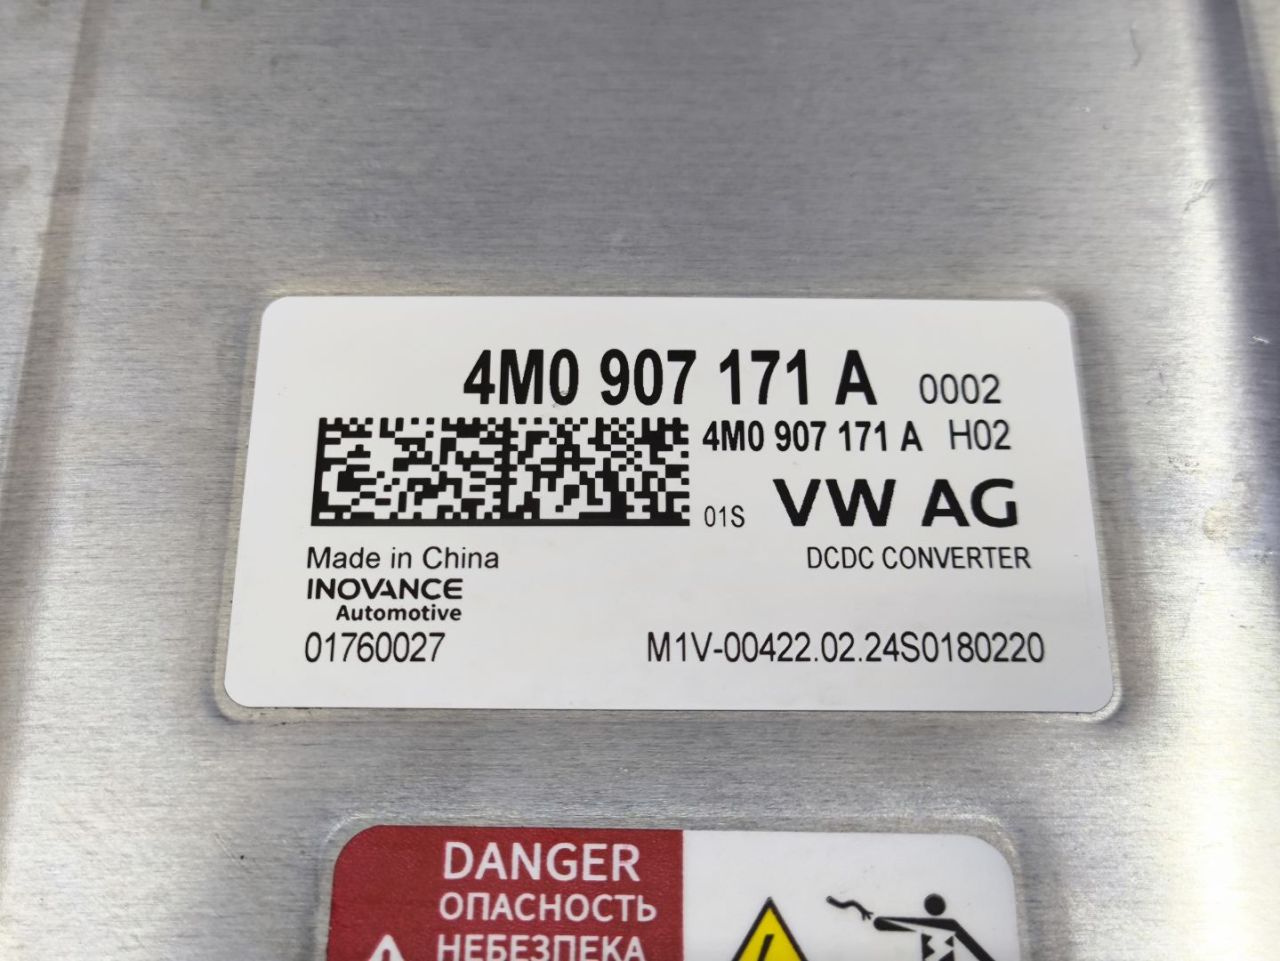 4M0 907 171 A 0002
4M0 907 171 A H02
01S VW AG
Made in China DCDC CONVERTER
INOVANCE
Automotive
01760027 M1V-00422.02.24S0180220
DANGER
ОПАСНОСТЬ
НЕБЕЗПЕКА